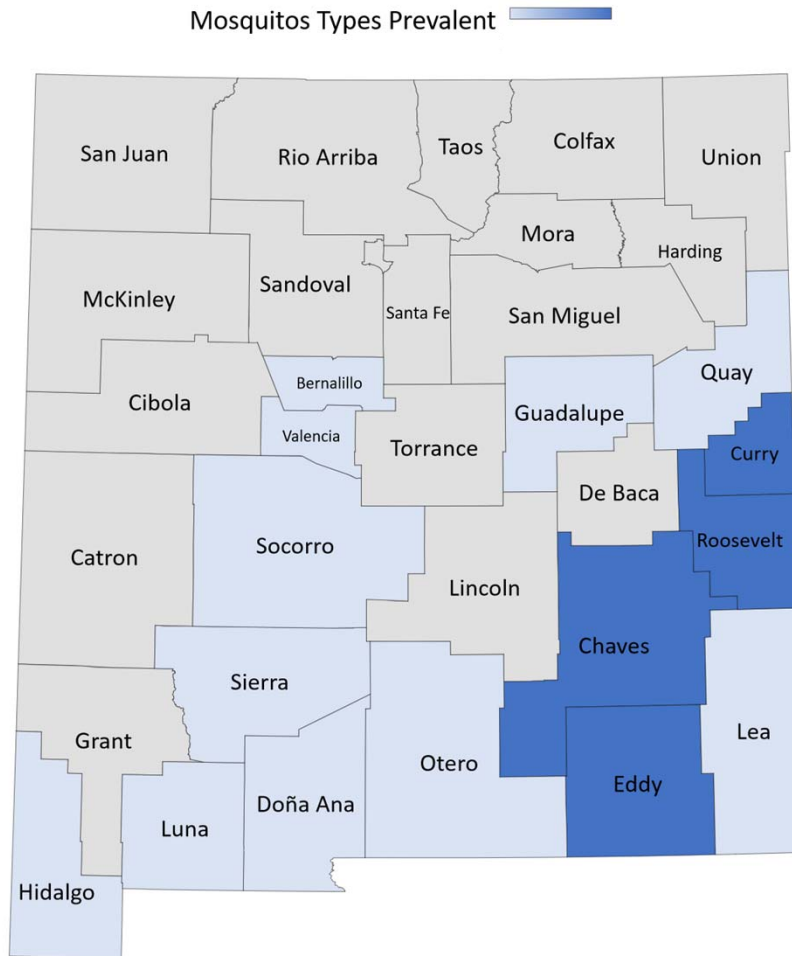 Mosquitos Types Prevalent
San Juan
Rio Arriba
Taos
Colfax
Union
Mora
Harding
McKinley
Sandoval
Santa Fe
San Miguel
Bernalillo
Quay
Cibola
Guadalupe
Valencia
Torrance
Curry
De Baca
Roosevelt
Socorro
Catron
Lincoln
Chaves
Sierra
Grant
Otero
Lea
Eddy
Doña Ana
Luna
Hidalgo